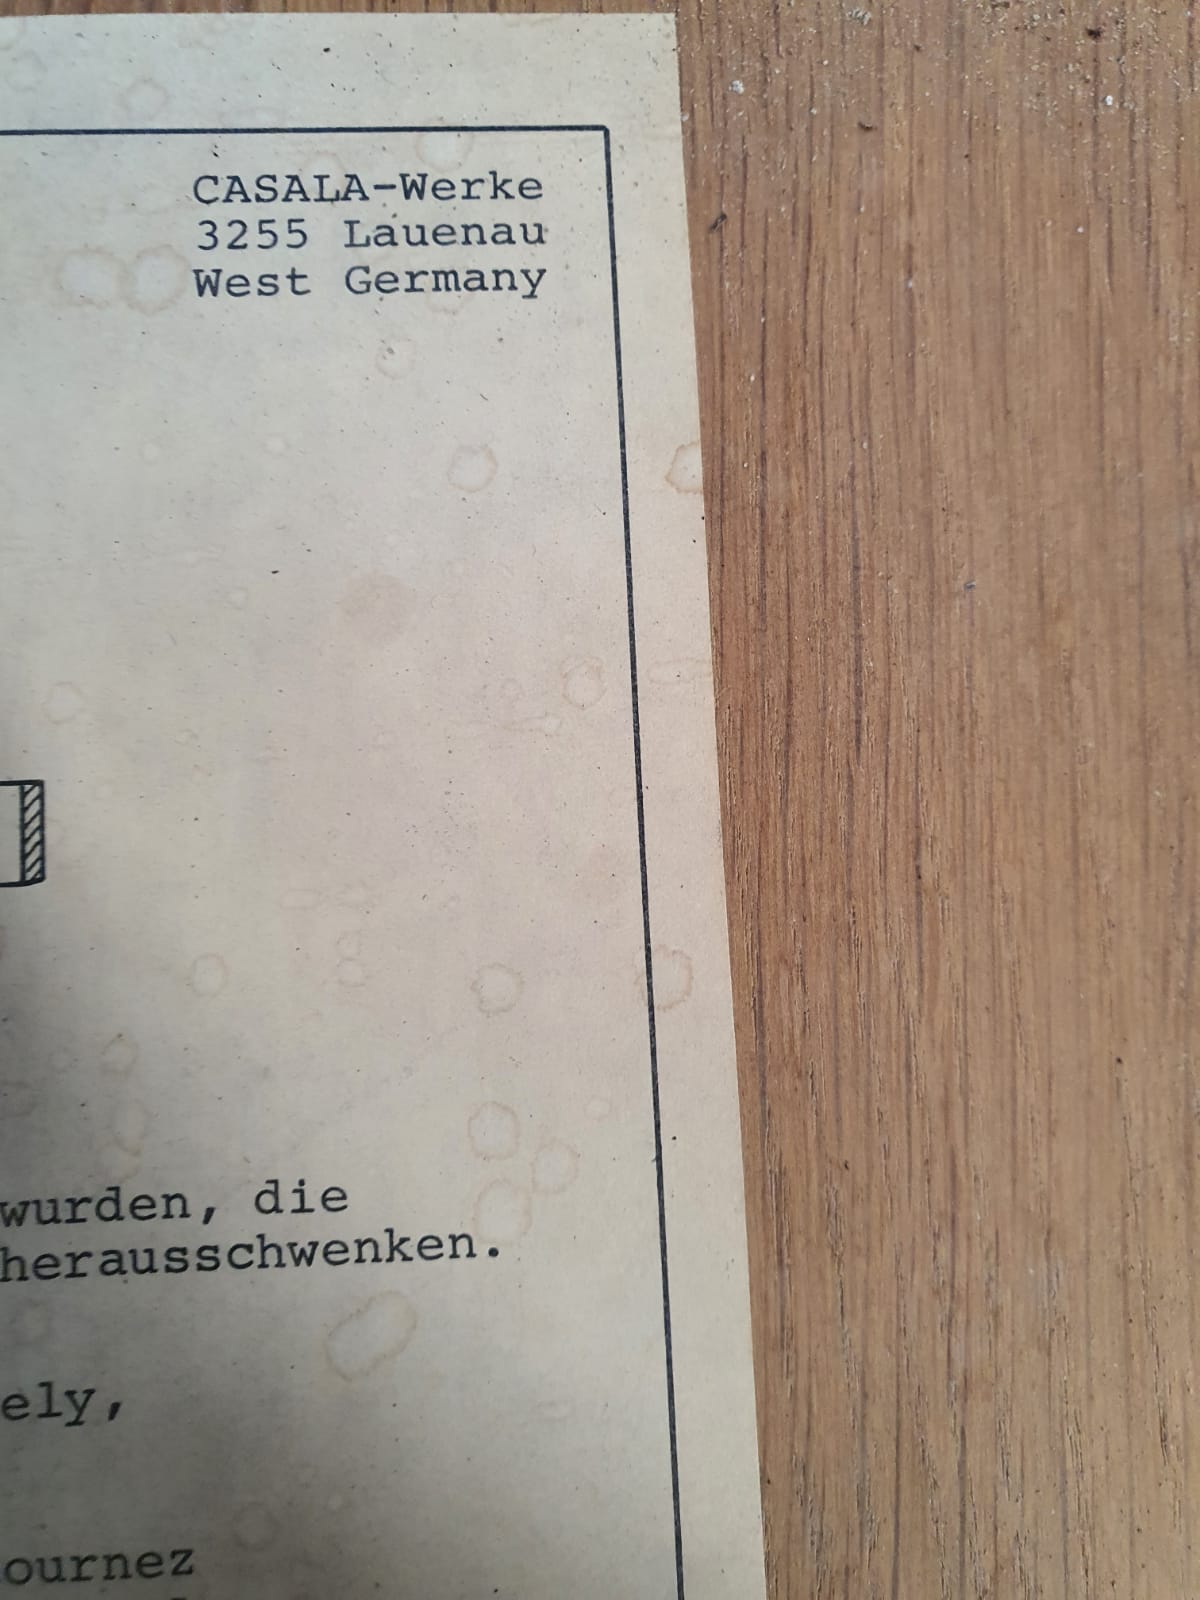 CASALA-Werke
3255 Lauenau
West Germany
wurden, die
herausschwenken.
ely,
ournez